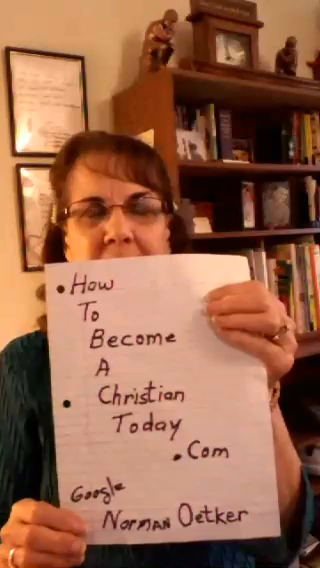 • How
To
Become
A
• Christian
Today
.Com
Google
Norman Oetker